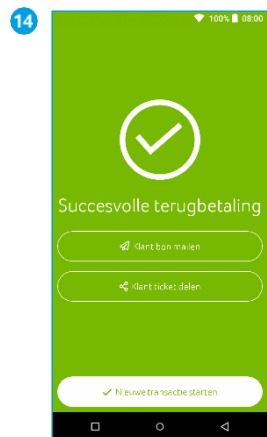 14
100% 08:00
Succesvolle terugbetaling
Klant bon mailen
Klant ticket delen
Nieuwe transactie starten